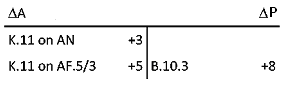 ΔA ΔP
K.11 on AN +3
K.11 on AF.5/3 +5 B.10.3 +8